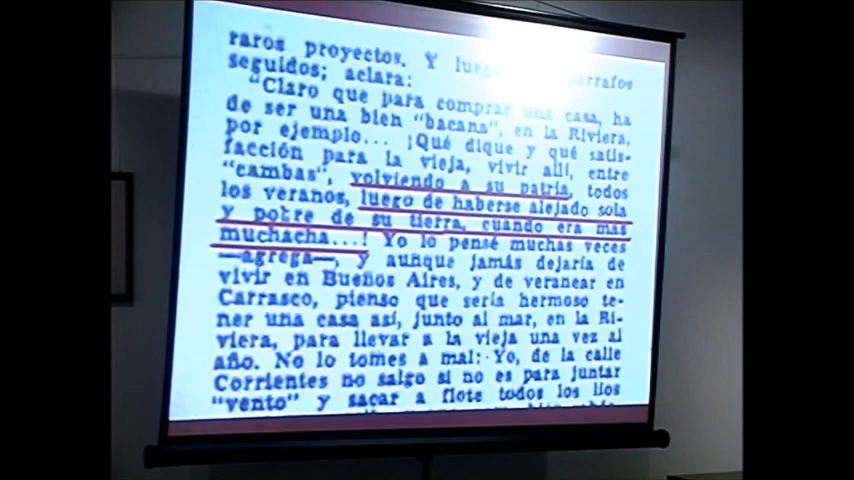 raros proyectos. Y luego párrafos
seguidos; aclara:
"Claro que para comprar una casa, ha
de ser una bien "bacana", en la Riviera,
por ejemplo... ¡Qué dique y qué satis-
facción para la vieja, vivir allí, entre
"cambas", volviendo a su patria, todos
los veranos, luego de haberse alejado sola
y pobre de su tierra, cuando era más
muchacha...! Yo lo pensé muchas veces
—agrega—, y aunque jamás dejaría de
vivir en Buenos Aires, y de veranear en
Carrasco, pienso que sería hermoso te-
ner una casa así, junto al mar, en la Ri-
viera, para llevar a la vieja una vez al
año. No lo tomes a mal: Yo, de la calle
Corrientes no salgo si no es para juntar
"vento" y sacar a flote todos los líos